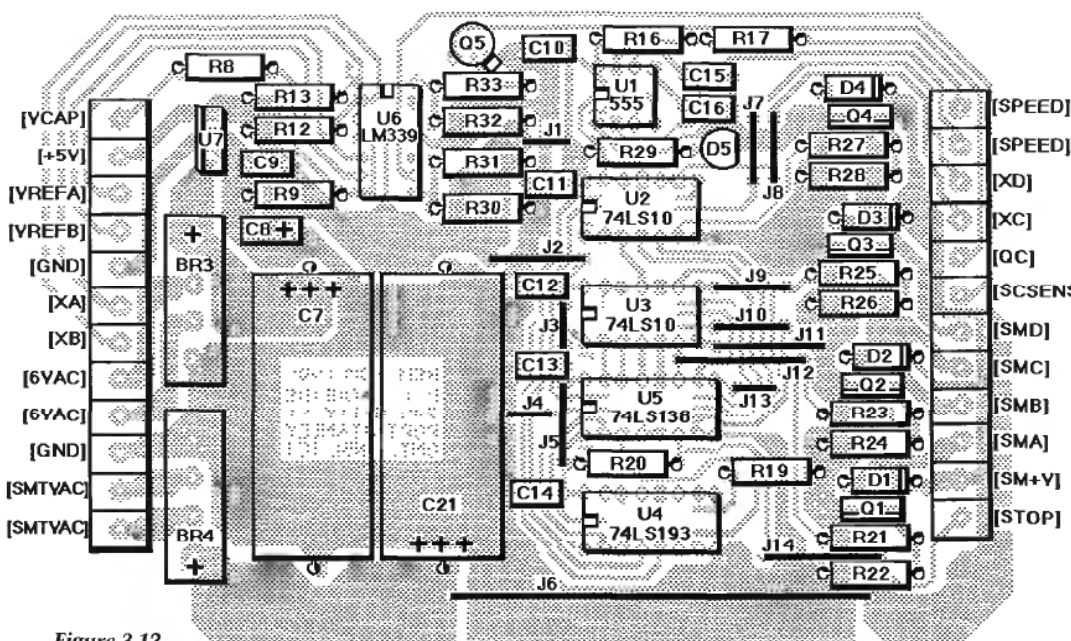 Q5
C10
R16
R17
R8
R13
R33
U1
555
C15
D4
[VCAP]
U6
LM339
C16
J7
Q4
[SPEED]
U7
R12
R32
J1
[+5V]
D5
R27
[SPEED]
C9
R31
R29
R28
[VREFA]
R9
C11
U2
74LS10
J8
[XD]
R30
[VREFB]
C8+
D3
[XC]
+
Q3
J2
[GND]
BR3
[QC]
R25
+++
C7
C12
J9
[XA]
U3
74LS10
R26
[SCSENS
J3
J10
[XB]
J11
[SMD]
C13
D2
J12
[6VAC]
[SMC]
U5
74LS138
J13
Q2
[6VAC]
J4
R23
[SMB]
J5
[GND]
R24
[SMA]
R20
R19
[SMTVAC]
C21
C14
D1
[SM+V]
U4
74LS193
Q1
[SMTVAC]
BR4
[STOP]
R21
+++
J14
+
R22
J6
Figure 3.12